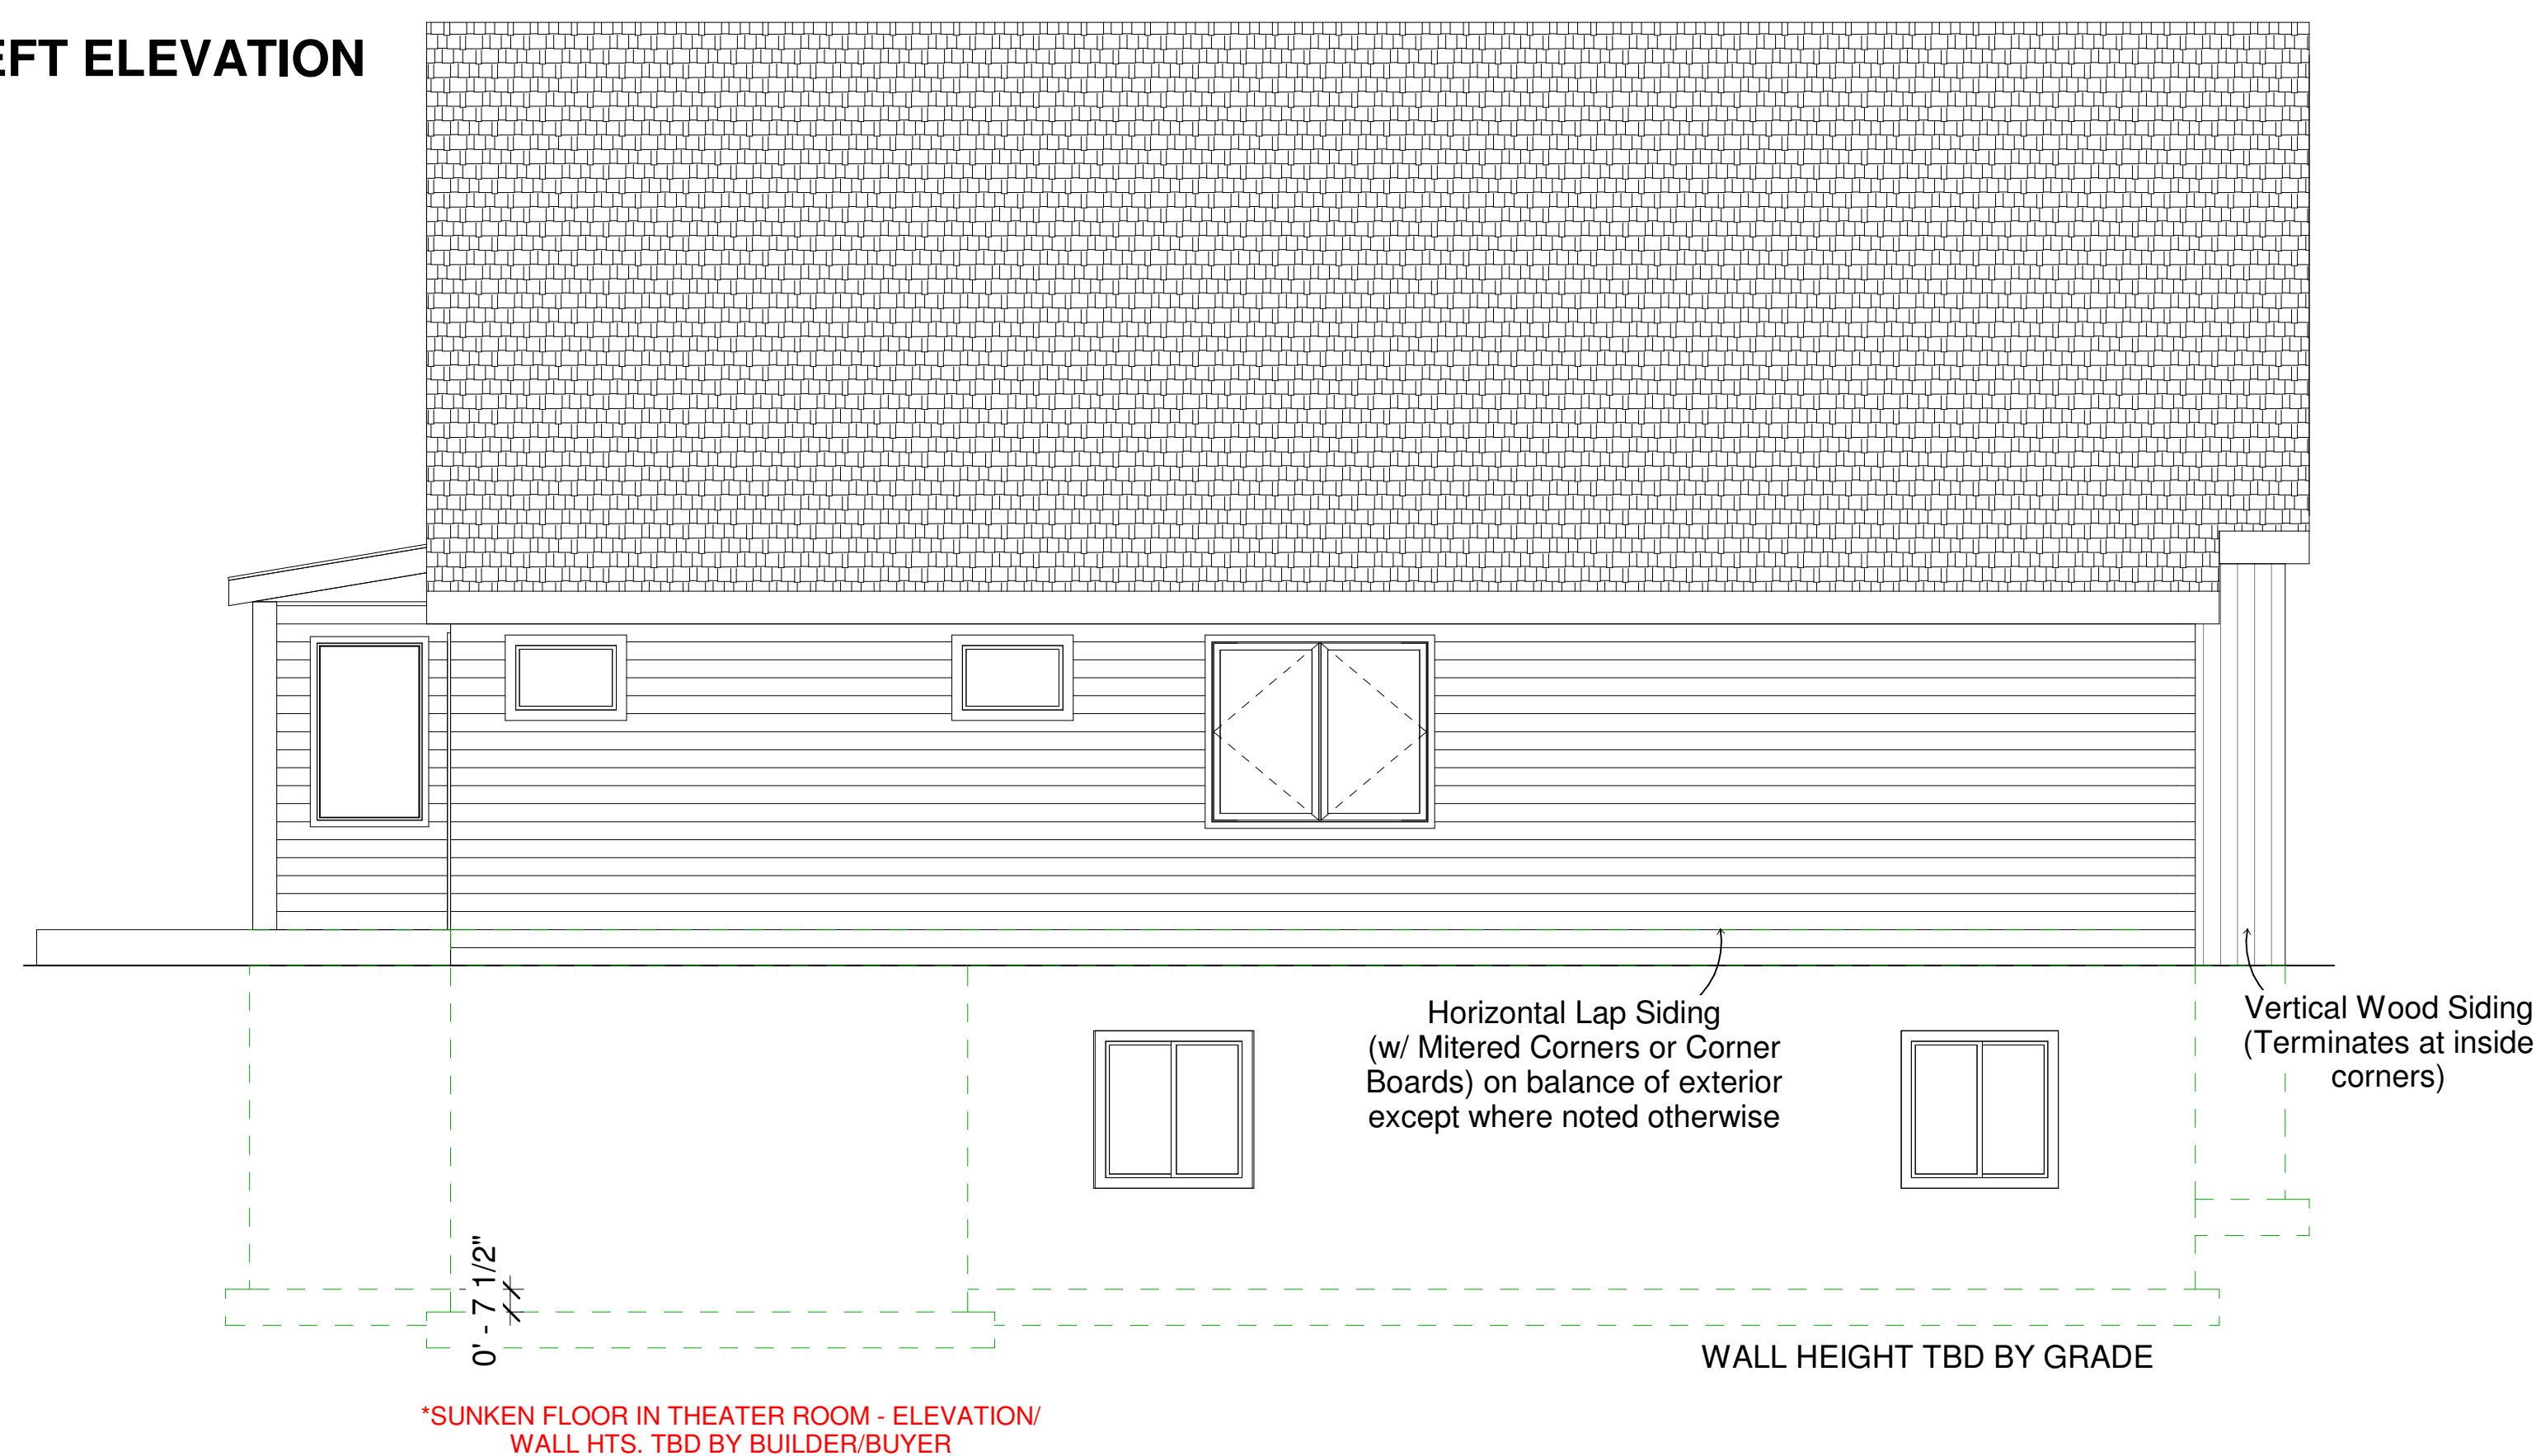 EFT ELEVATION
Horizontal Lap Siding
(w/ Mitered Corners or Corner
Boards) on balance of exterior
except where noted otherwise
Vertical Wood Siding
(Terminates at inside
corners)
0' - 7 1/2"
WALL HEIGHT TBD BY GRADE
*SUNKEN FLOOR IN THEATER ROOM - ELEVATION/
WALL HTS. TBD BY BUILDER/BUYER